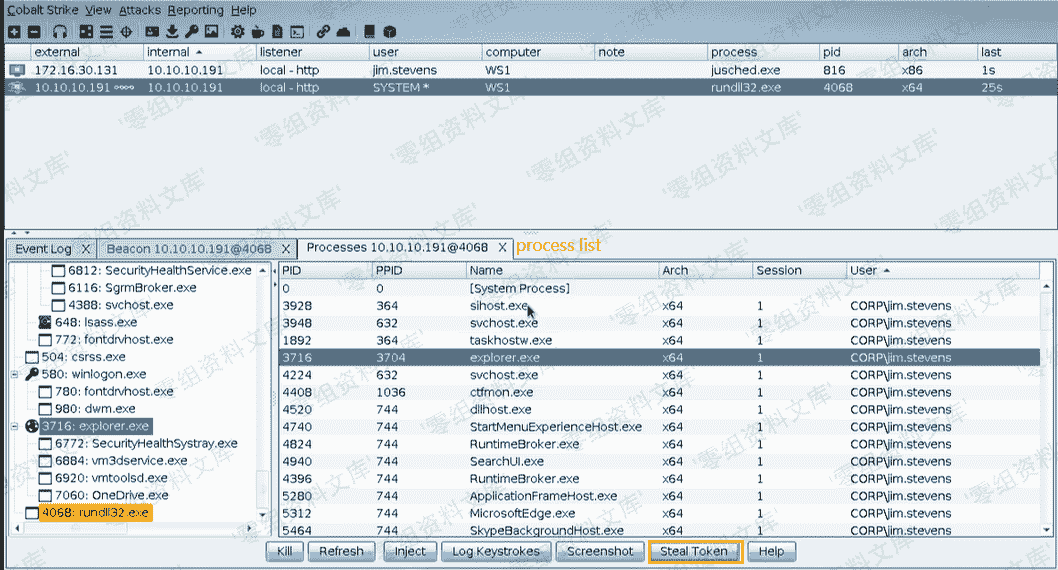 Cobalt Strike View Attacks Reporting Help
external internal listener user computer note process pid arch last
172.16.30.131 10.10.10.191 local - http jim.stevens WS1 jusched.exe 816 x86 1s
10.10.10.191 10.10.10.191 local - http SYSTEM * WS1 rundll32.exe 4068 x64 25s
Event Log X Beacon 10.10.10.191@4068 X Processes 10.10.10.191@4068 X process list
6812: SecurityHealthService.exe
6116: SgrmBroker.exe
4388: svchost.exe
648: lsass.exe
772: fontdrvhost.exe
504: csrss.exe
580: winlogon.exe
780: fontdrvhost.exe
980: dwm.exe
3716: explorer.exe
6772: SecurityHealthSystray.exe
6884: vm3dservice.exe
6920: vmtoolsd.exe
7060: OneDrive.exe
4068: rundll32.exe
PID PPID Name Arch Session User
0 0 [System Process]
3928 364 sihost.exe x64 1 CORP\jim.stevens
3948 632 svchost.exe x64 1 CORP\jim.stevens
1892 364 taskhostw.exe x64 1 CORP\jim.stevens
3716 3704 explorer.exe x64 1 CORP\jim.stevens
4224 632 svchost.exe x64 1 CORP\jim.stevens
4408 1036 ctfmon.exe x64 1 CORP\jim.stevens
4520 744 dllhost.exe x64 1 CORP\jim.stevens
4740 744 StartMenuExperienceHost.exe x64 1 CORP\jim.stevens
4824 744 RuntimeBroker.exe x64 1 CORP\jim.stevens
4940 744 SearchUI.exe x64 1 CORP\jim.stevens
4396 744 RuntimeBroker.exe x64 1 CORP\jim.stevens
5280 744 ApplicationFrameHost.exe x64 1 CORP\jim.stevens
5312 744 MicrosoftEdge.exe x64 1 CORP\jim.stevens
5464 744 SkypeBackgroundHost.exe x64 1 CORP\jim.stevens
Kill Refresh Inject Log Keystrokes Screenshot Steal Token Help
'零组资料文库'